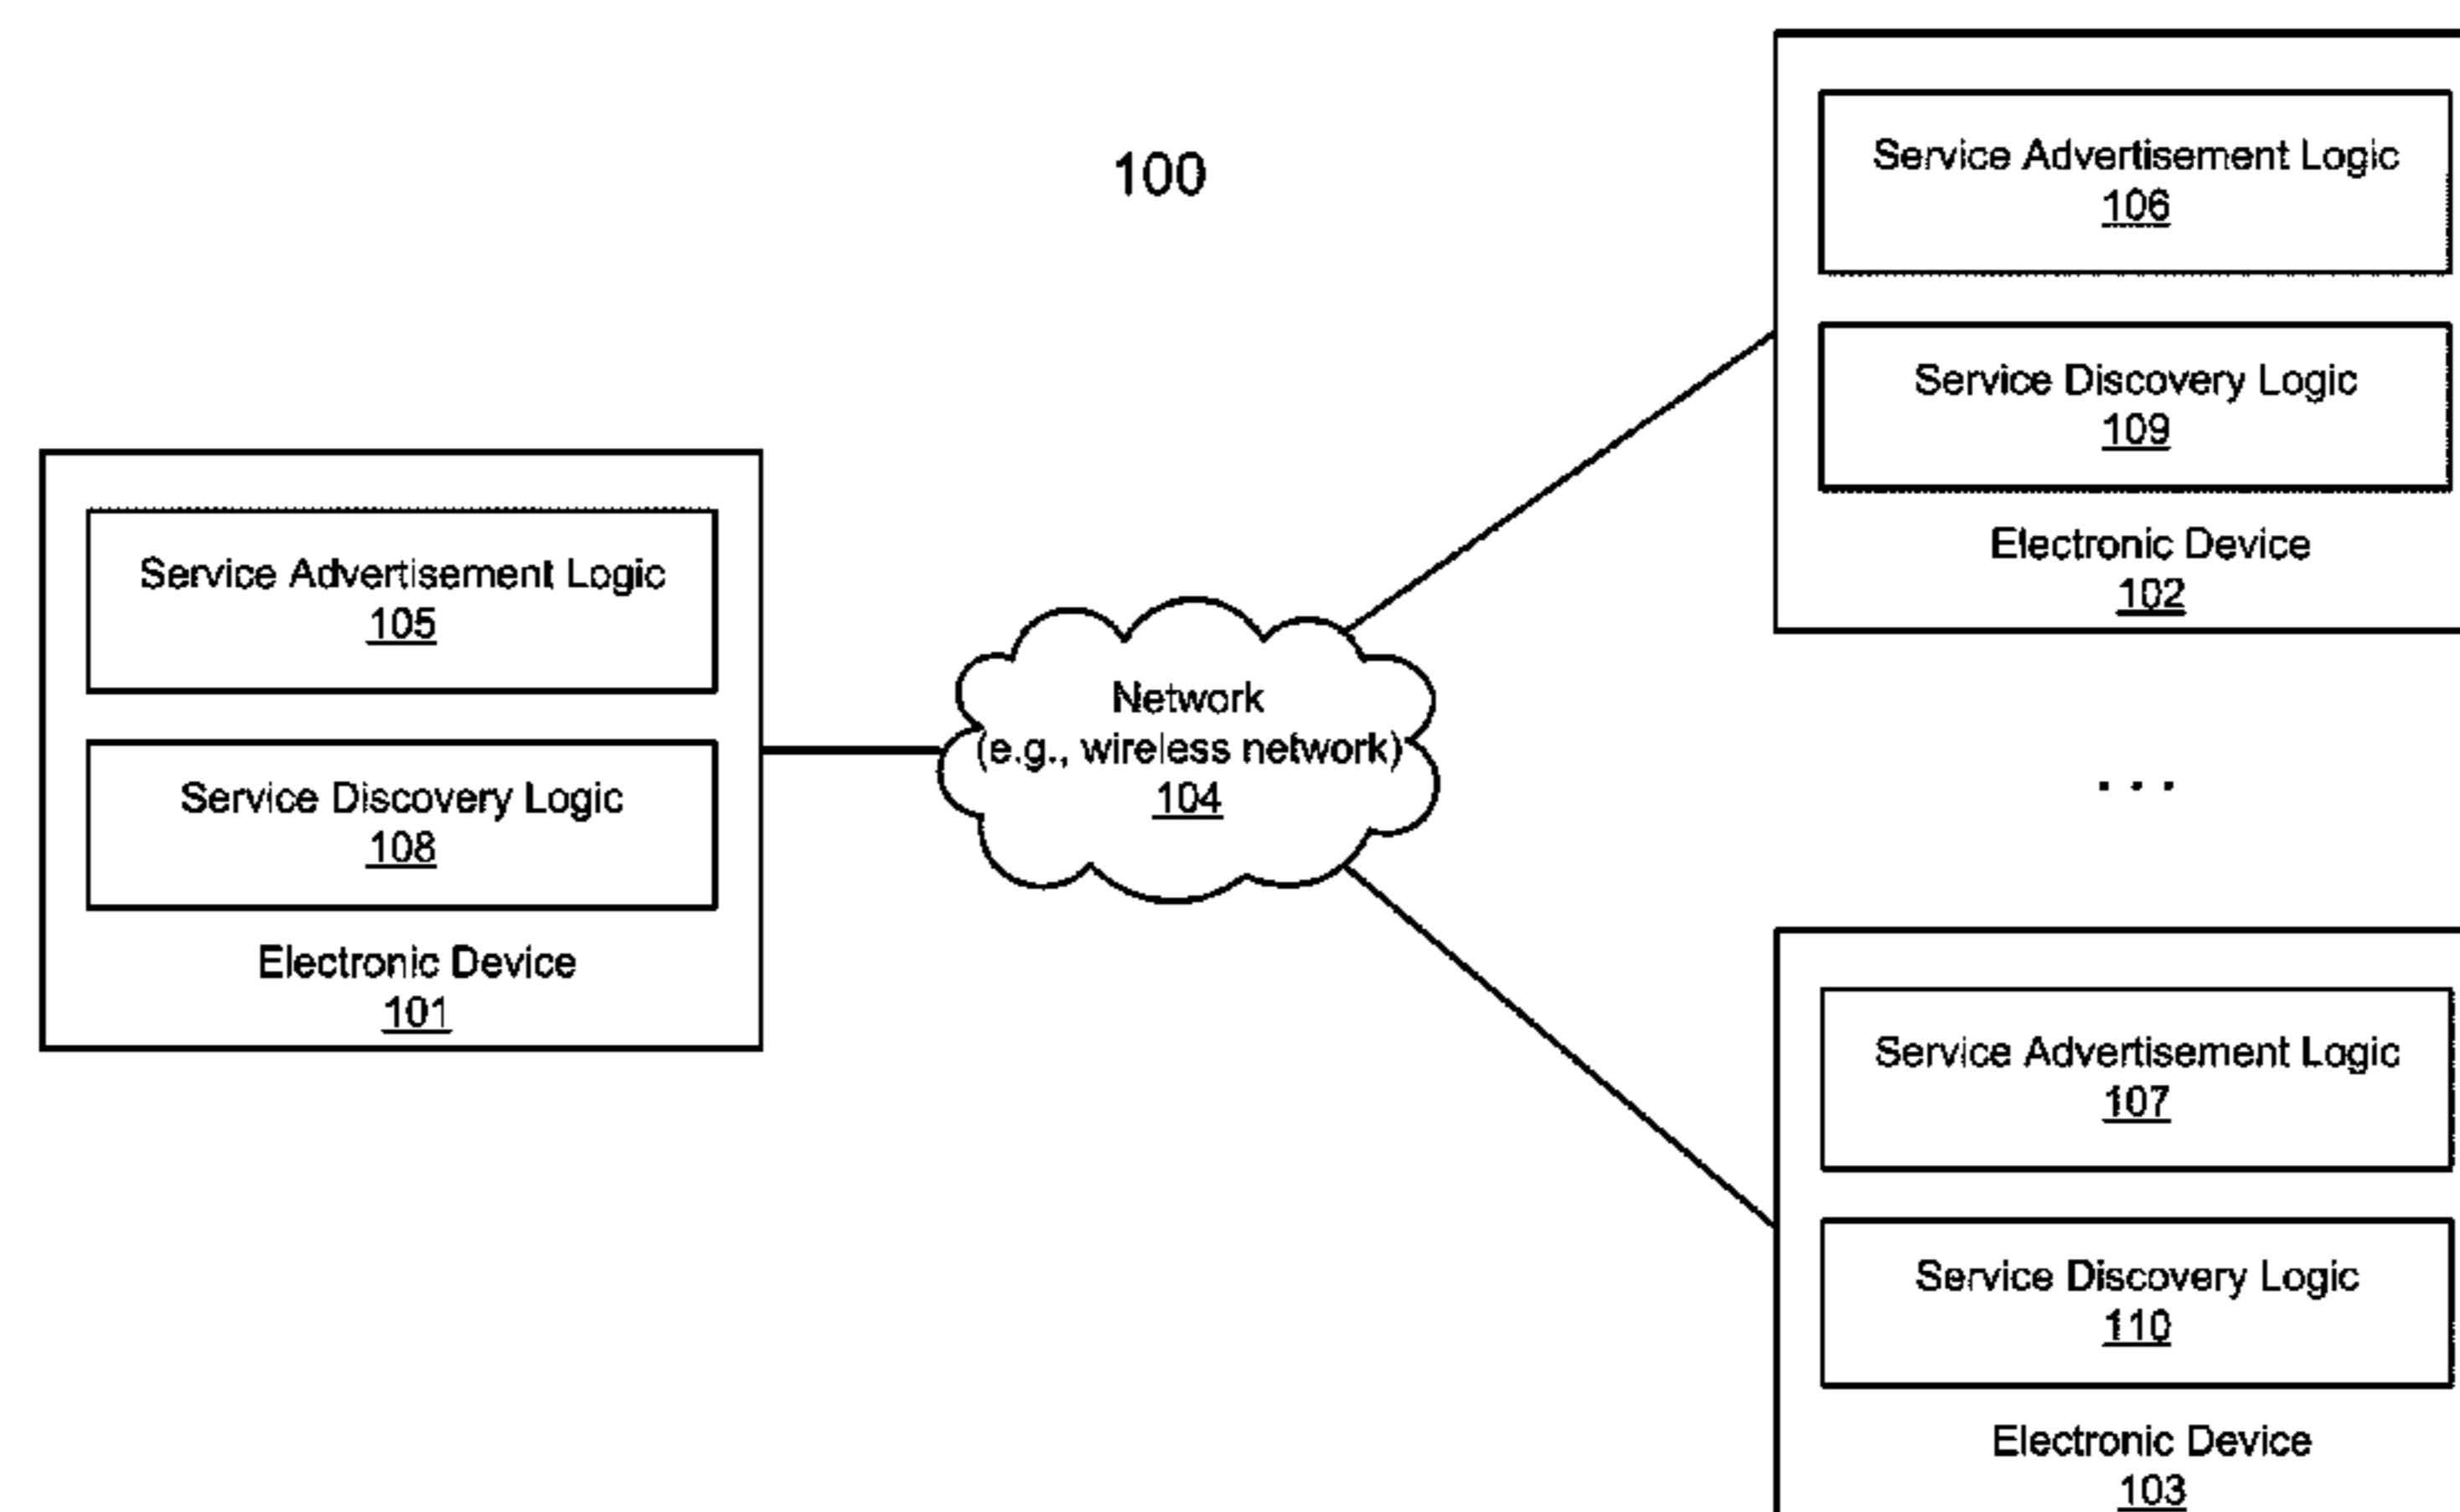 100
Service Advertisement Logic
105
Service Discovery Logic
108
Electronic Device
101
Network
(e.g., wireless network)
104
Service Advertisement Logic
106
Service Discovery Logic
109
Electronic Device
102
. . .
Service Advertisement Logic
107
Service Discovery Logic
110
Electronic Device
103